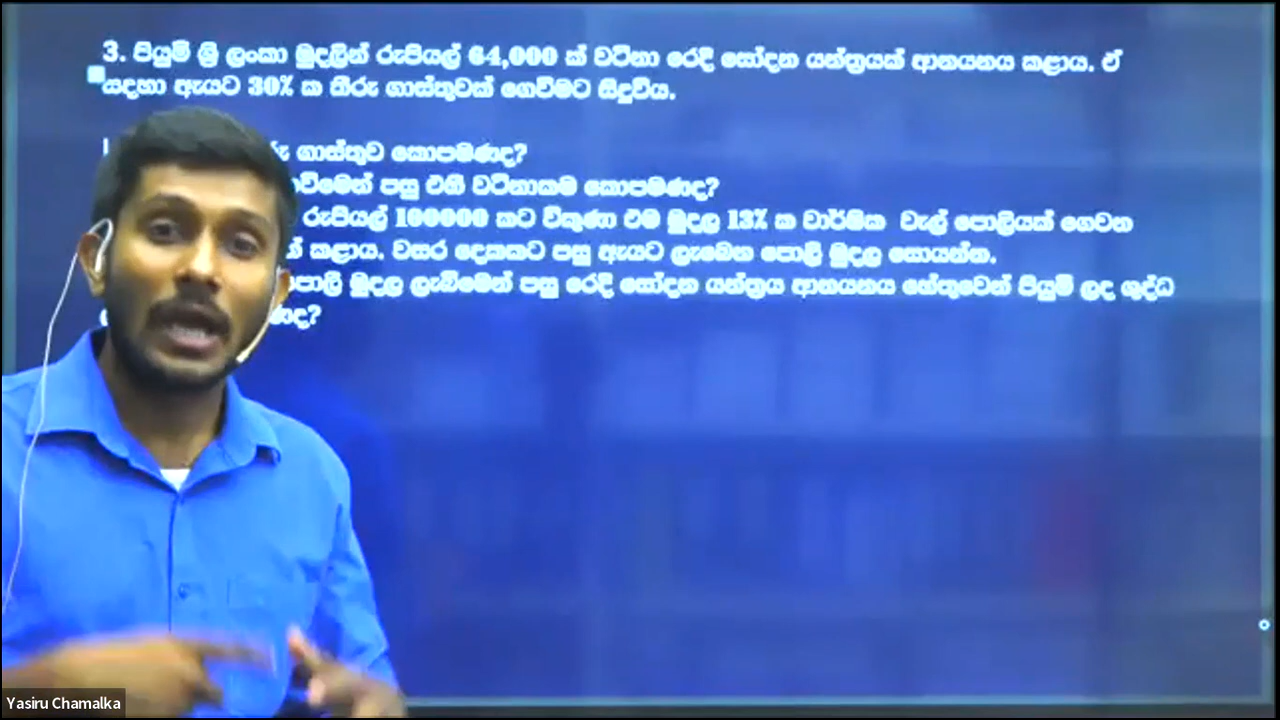 3. පියුමි ශ්‍රී ලංකා මුදලින් රුපියල් 64,000 ක් වටිනා රෙදි සෝදන යන්ත්‍රයක් ආනයනය කළාය. ඒ
සඳහා ඇයට 30% ක තීරු ගාස්තුවක් ගෙවීමට සිදුවිය.
ගාස්තුව කොපමණද?
පසු එහි වටිනාකම කොපමණද?
රුපියල් 100000 කට විකුණා එම මුදල 13% ක වාර්ෂික වැල් පොලියක් ගෙවන
කළාය. වසර දෙකකට පසු ඇයට ලැබෙන පොලී මුදල සොයන්න.
මුදල ලැබීමෙන් පසු රෙදි සෝදන යන්ත්‍රය ආනයනය හේතුවෙන් පියුමි ලද ශුද්ධ
Yasiru Chamalka